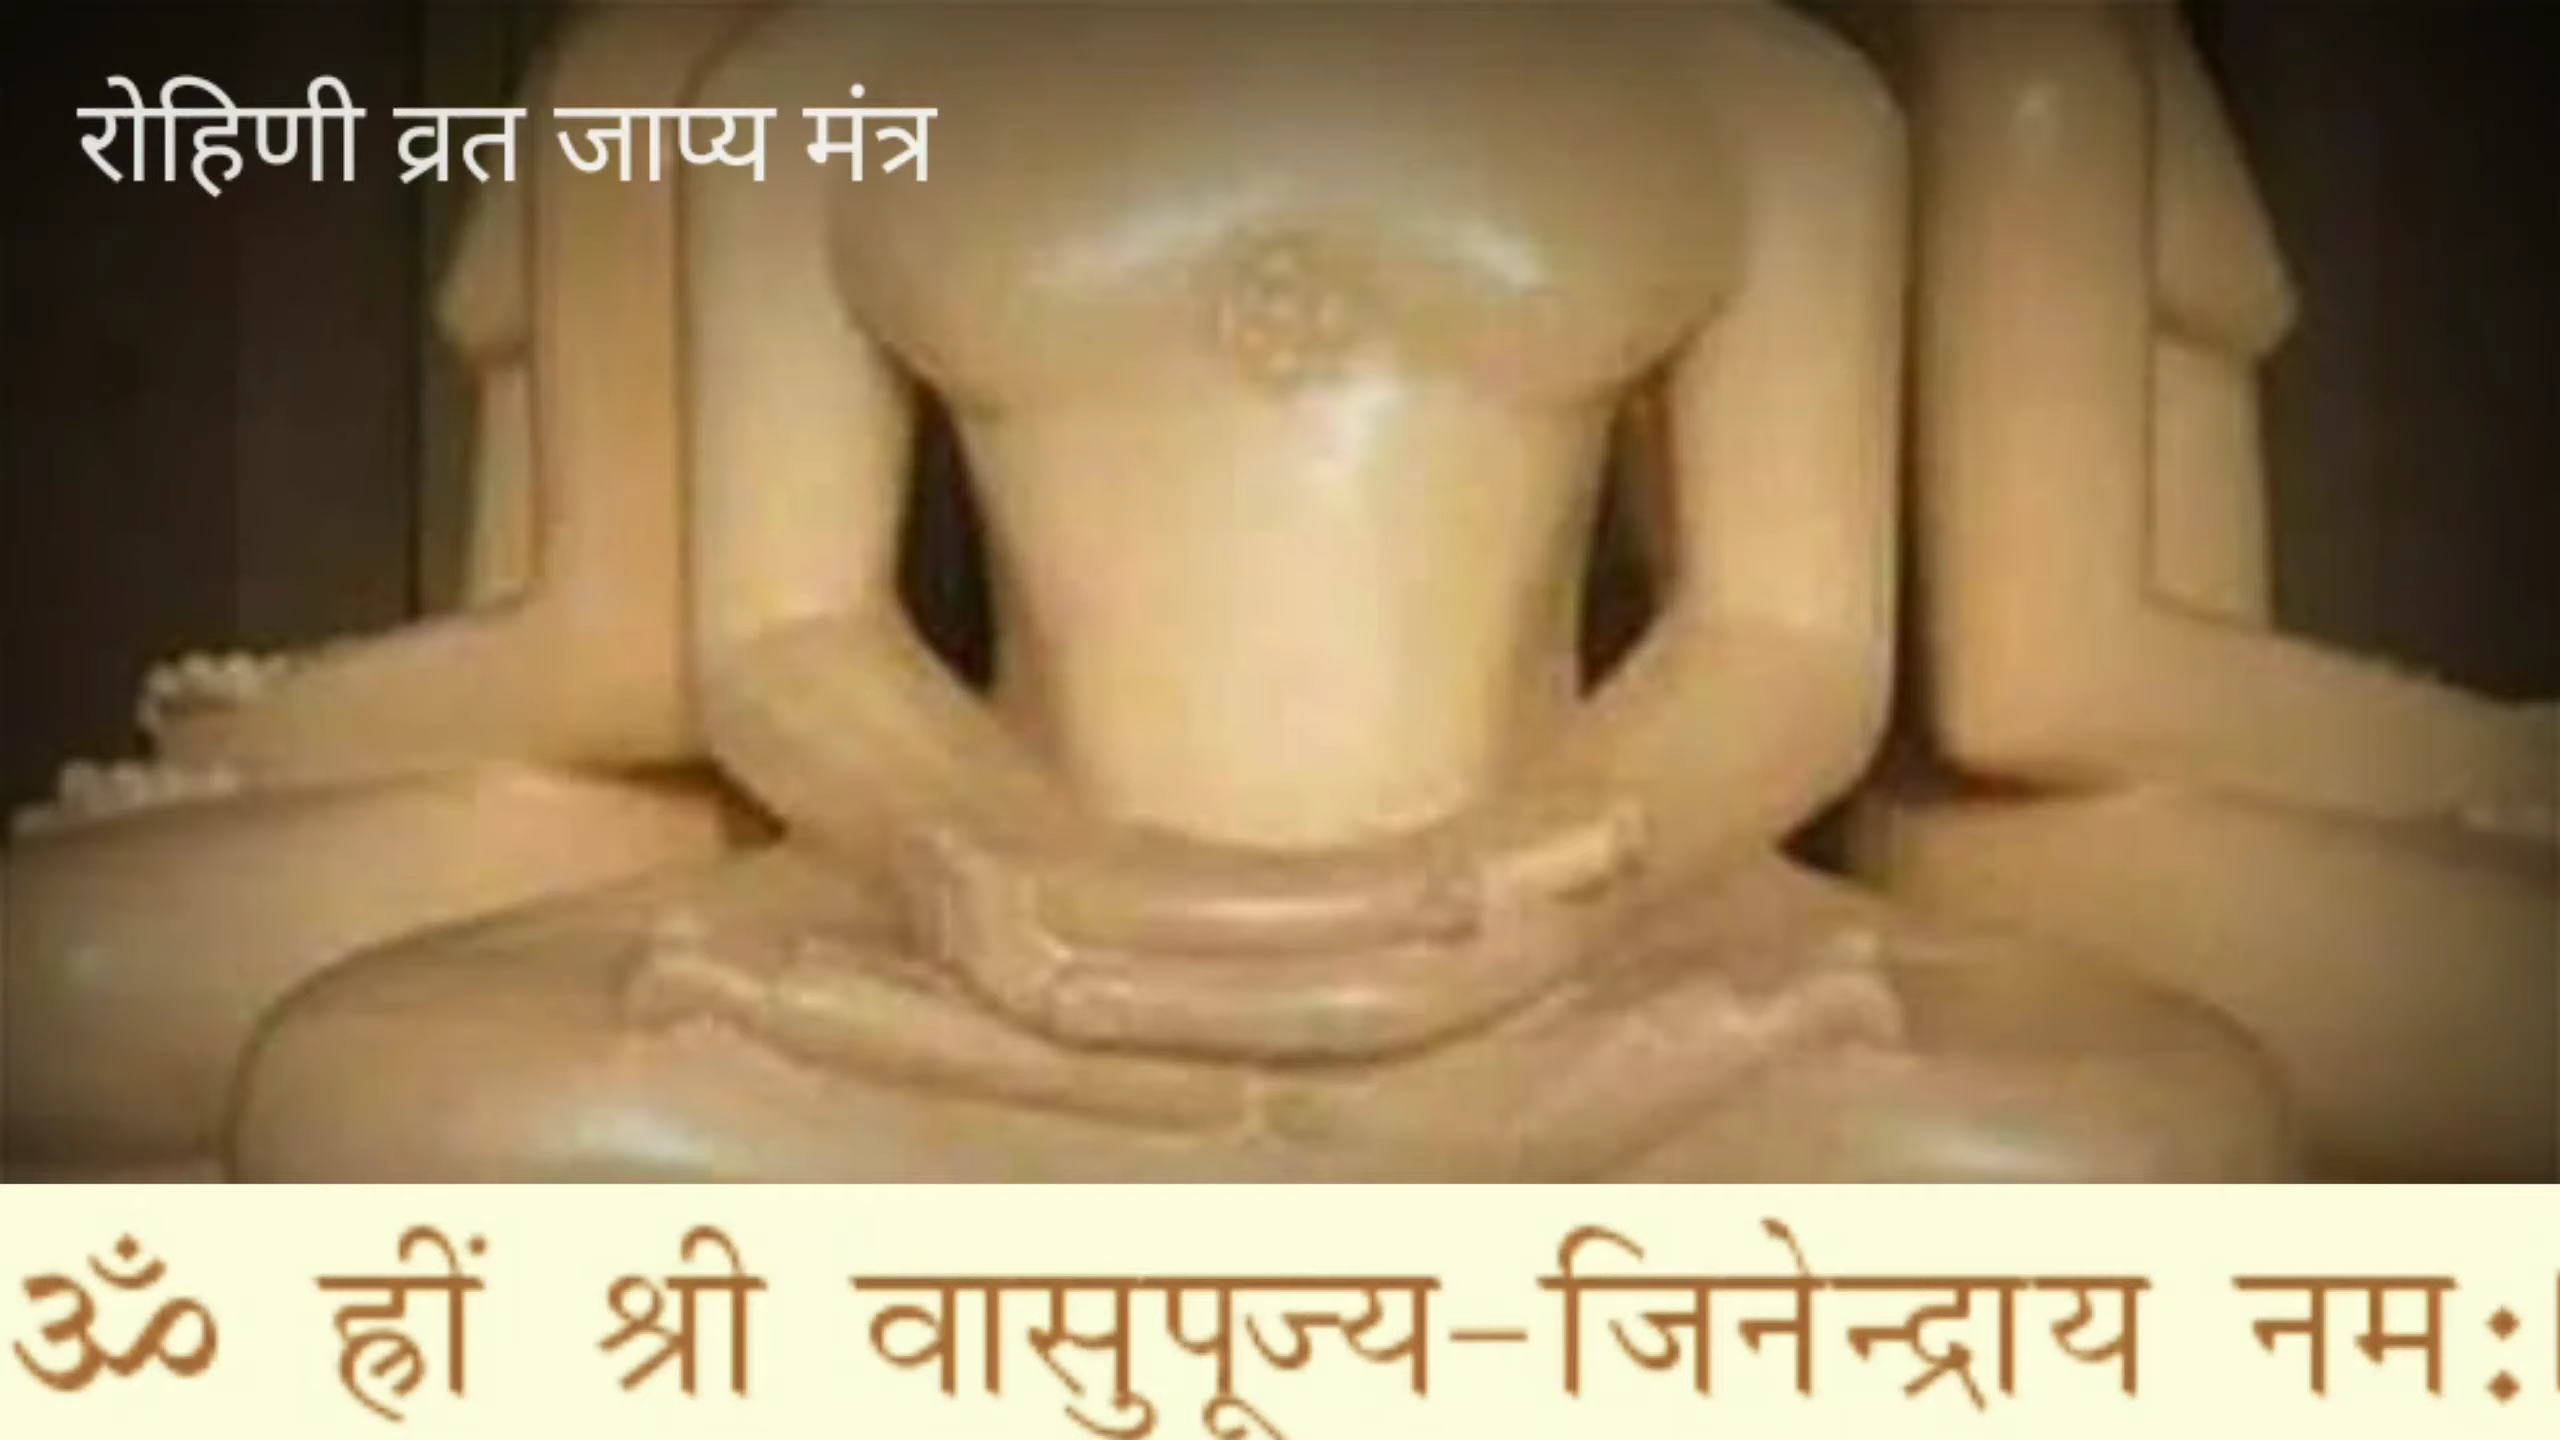 रोहिणी व्रत जाप्य मंत्र
ॐ ह्रीं श्री वासुपूज्य-जिनेन्द्राय नम:।